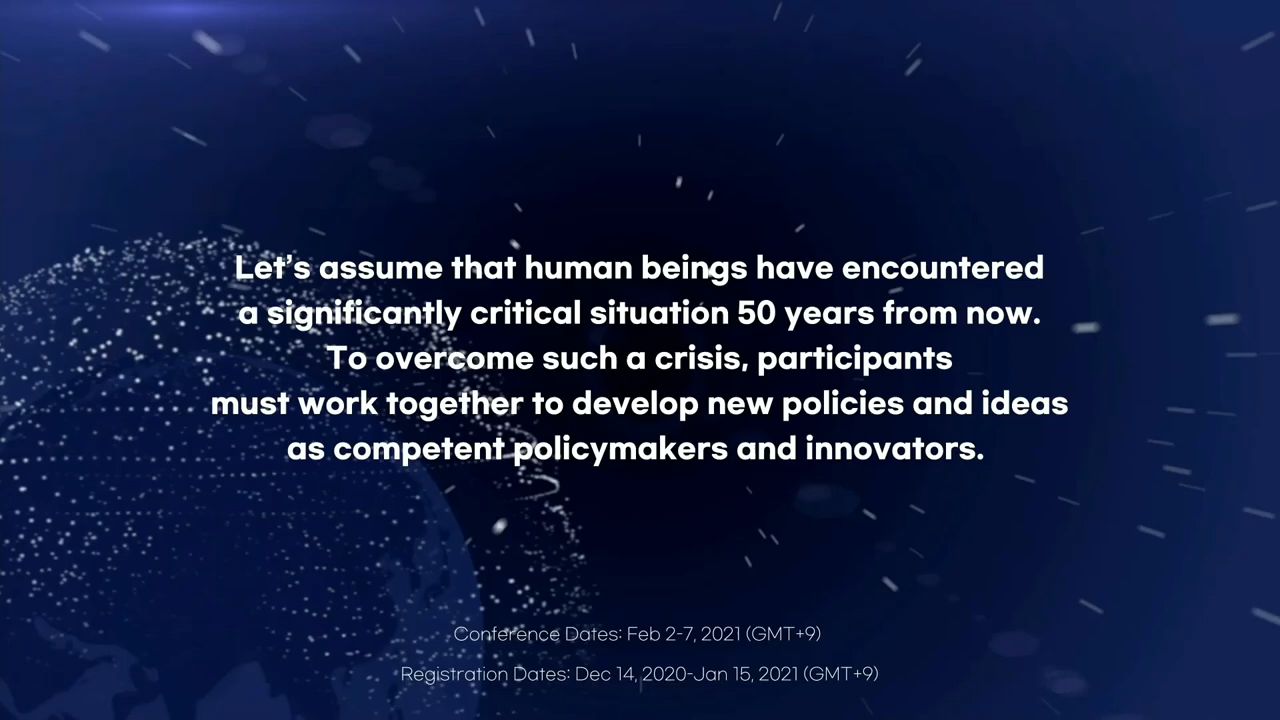 Let's assume that human beings have encountered
a significantly critical situation 50 years from now.
To overcome such a crisis, participants
must work together to develop new policies and ideas
as competent policymakers and innovators.
Conference Dates: Feb 2-7, 2021 (GMT+9)
Registration Dates: Dec 14, 2020-Jan 15, 2021 (GMT+9)